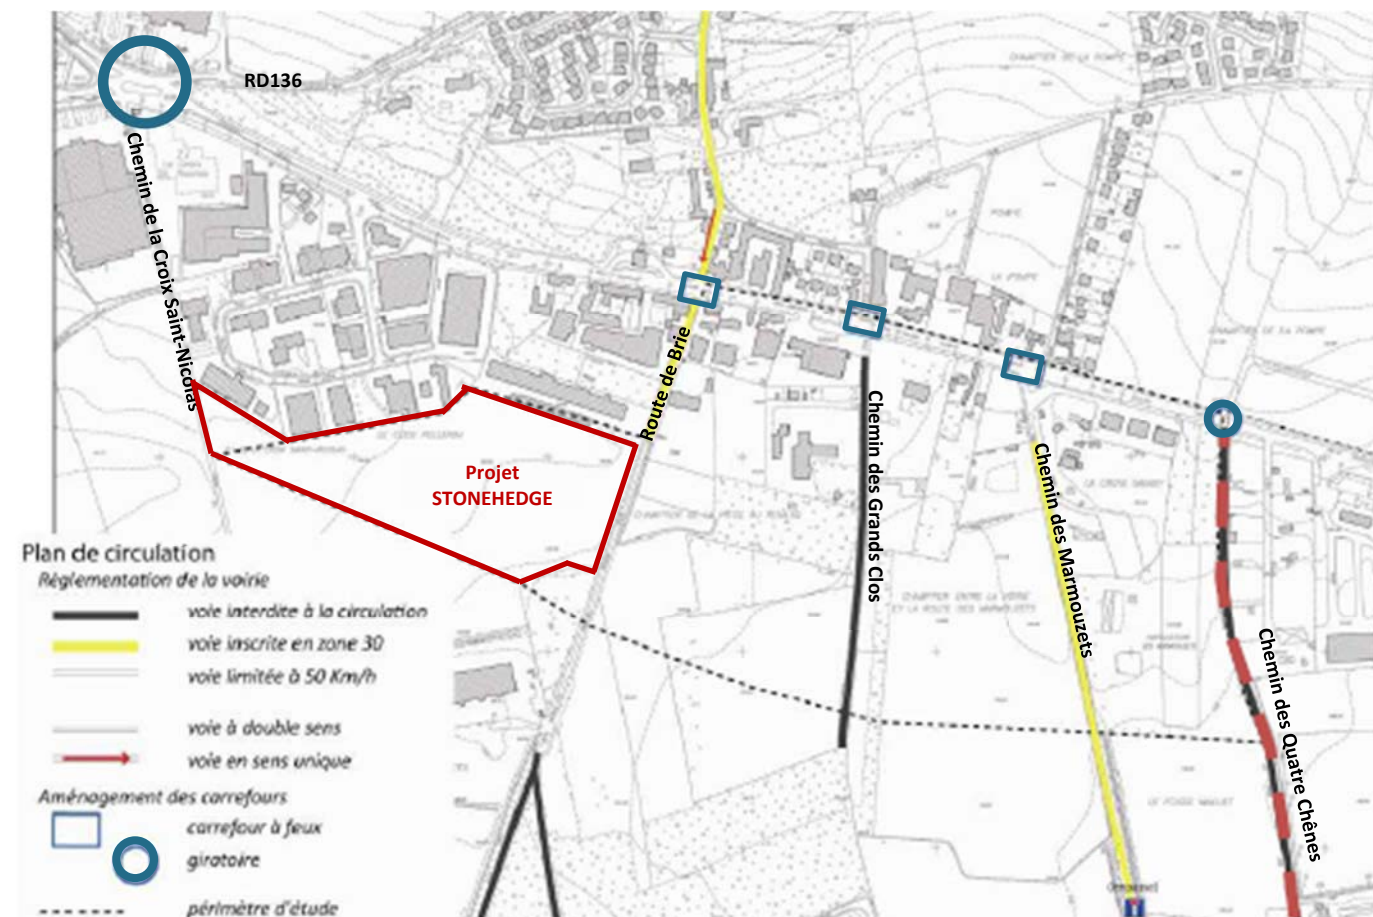 RD136
Chemin de la Croix Saint-Nicolas
Route de Brie
Projet
STONEHEDGE
Chemin des Grands Clos
Chemin des Marmouzets
Chemin des Quatre Chênes
Plan de circulation
Réglementation de la voirie
voie interdite à la circulation
voie inscrite en zone 30
voie limitée à 50 Km/h
voie à double sens
voie en sens unique
Aménagement des carrefours
carrefour à feux
giratoire
périmètre d'étude